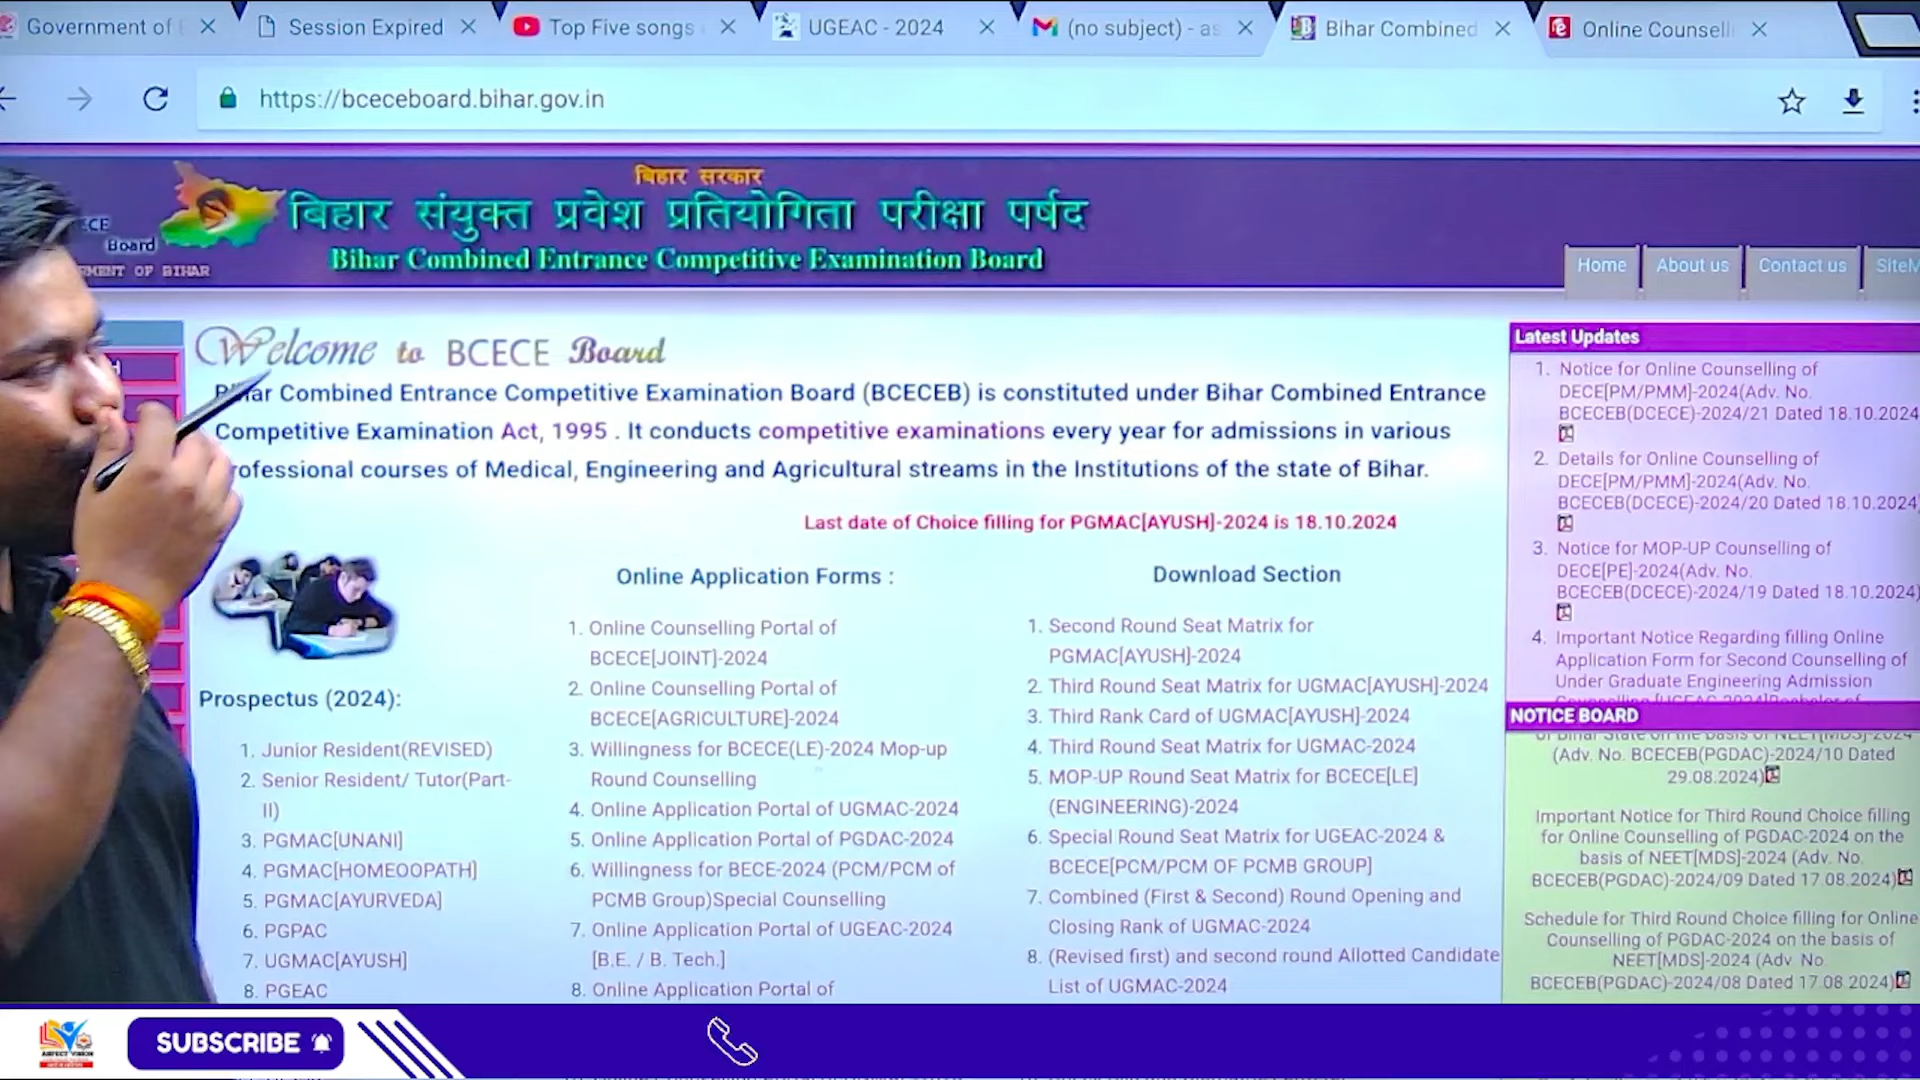 Government of
Session Expired
Top Five songs
UGEAC - 2024
(no subject) - as
Bihar Combined
Online Counselli
https://bceceboard.bihar.gov.in
बिहार सरकार
बिहार संयुक्त प्रवेश प्रतियोगिता परीक्षा पर्षद
Bihar Combined Entrance Competitive Examination Board
Board
OF BIHAR
Home
About us
Contact us
SiteM
Welcome to BCECE Board
Bihar Combined Entrance Competitive Examination Board (BCECEB) is constituted under Bihar Combined Entrance
Competitive Examination Act, 1995 . It conducts competitive examinations every year for admissions in various
rofessional courses of Medical, Engineering and Agricultural streams in the Institutions of the state of Bihar.
Last date of Choice filling for PGMAC[AYUSH]-2024 is 18.10.2024
Prospectus (2024):
1. Junior Resident(REVISED)
2. Senior Resident/ Tutor(Part-
II)
3. PGMAC[UNANI]
4. PGMAC[HOMEOOPATH]
5. PGMAC[AYURVEDA]
6. PGPAC
7. UGMAC[AYUSH]
8. PGEAC
Online Application Forms :
1. Online Counselling Portal of
BCECE[JOINT]-2024
2. Online Counselling Portal of
BCECE[AGRICULTURE]-2024
3. Willingness for BCECE(LE)-2024 Mop-up
Round Counselling
4. Online Application Portal of UGMAC-2024
5. Online Application Portal of PGDAC-2024
6. Willingness for BECE-2024 (PCM/PCM of
PCMB Group)Special Counselling
7. Online Application Portal of UGEAC-2024
[B.E. / B. Tech.]
8. Online Application Portal of
Download Section
1. Second Round Seat Matrix for
PGMAC[AYUSH]-2024
2. Third Round Seat Matrix for UGMAC[AYUSH]-2024
3. Third Rank Card of UGMAC[AYUSH]-2024
4. Third Round Seat Matrix for UGMAC-2024
5. MOP-UP Round Seat Matrix for BCECE[LE]
(ENGINEERING)-2024
6. Special Round Seat Matrix for UGEAC-2024 &
BCECE[PCM/PCM OF PCMB GROUP]
7. Combined (First & Second) Round Opening and
Closing Rank of UGMAC-2024
8. (Revised first) and second round Allotted Candidate
List of UGMAC-2024
Latest Updates
1. Notice for Online Counselling of
DECE[PM/PMM]-2024(Adv. No.
BCECEB(DCECE)-2024/21 Dated 18.10.2024
2. Details for Online Counselling of
DECE[PM/PMM]-2024(Adv. No.
BCECEB(DCECE)-2024/20 Dated 18.10.2024)
3. Notice for MOP-UP Counselling of
DECE[PE]-2024(Adv. No.
BCECEB(DCECE)-2024/19 Dated 18.10.2024)
4. Important Notice Regarding filling Online
Application Form for Second Counselling of
Under Graduate Engineering Admission
Counselling [UGEAC-2024]Bachelor of
NOTICE BOARD
of Bihar State on the basis of NEET[MDS]-2024
(Adv. No. BCECEB(PGDAC)-2024/10 Dated
29.08.2024)
Important Notice for Third Round Choice filling
for Online Counselling of PGDAC-2024 on the
basis of NEET[MDS]-2024 (Adv. No.
BCECEB(PGDAC)-2024/09 Dated 17.08.2024)
Schedule for Third Round Choice filling for Online
Counselling of PGDAC-2024 on the basis of
NEET[MDS]-2024 (Adv. No.
BCECEB(PGDAC)-2024/08 Dated 17.08.2024)
SUBSCRIBE